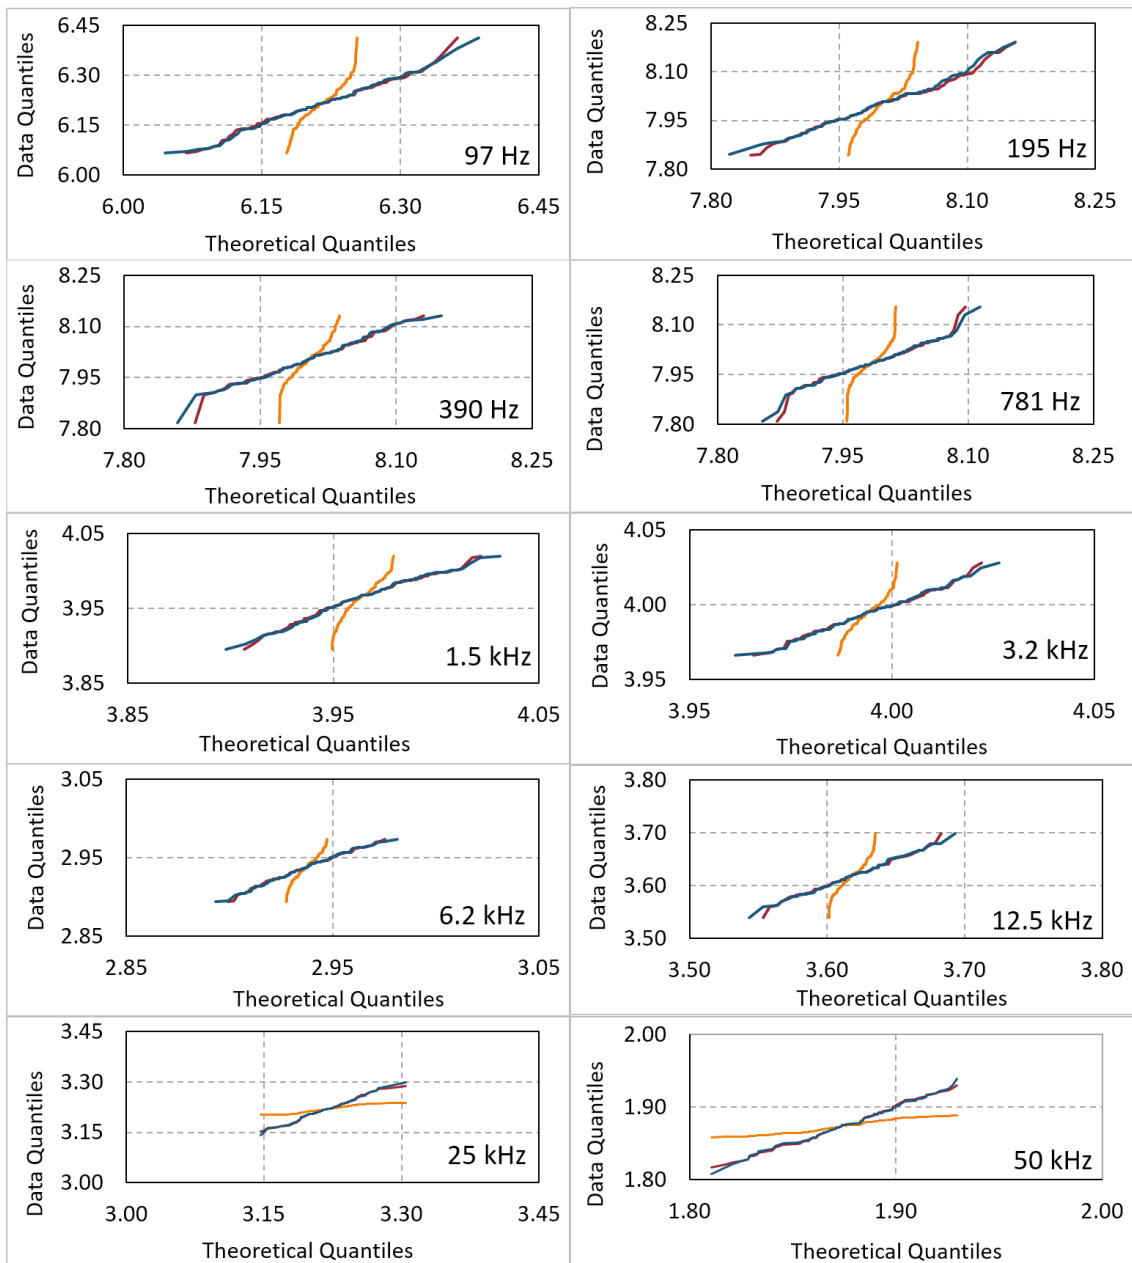 Data Quantiles
6.45
6.30
6.15
6.00
97 Hz
6.00 6.15 6.30 6.45
Theoretical Quantiles
Data Quantiles
8.25
8.10
7.95
7.80
195 Hz
7.80 7.95 8.10 8.25
Theoretical Quantiles
Data Quantiles
8.25
8.10
7.95
7.80
390 Hz
7.80 7.95 8.10 8.25
Theoretical Quantiles
Data Quantiles
8.25
8.10
7.95
7.80
781 Hz
7.80 7.95 8.10 8.25
Theoretical Quantiles
Data Quantiles
4.05
3.95
3.85
1.5 kHz
3.85 3.95 4.05
Theoretical Quantiles
Data Quantiles
4.05
4.00
3.95
3.2 kHz
3.95 4.00 4.05
Theoretical Quantiles
Data Quantiles
3.05
2.95
2.85
6.2 kHz
2.85 2.95 3.05
Theoretical Quantiles
Data Quantiles
3.80
3.70
3.60
3.50
12.5 kHz
3.50 3.60 3.70 3.80
Theoretical Quantiles
Data Quantiles
3.45
3.30
3.15
3.00
25 kHz
3.00 3.15 3.30 3.45
Theoretical Quantiles
Data Quantiles
2.00
1.90
1.80
50 kHz
1.80 1.90 2.00
Theoretical Quantiles